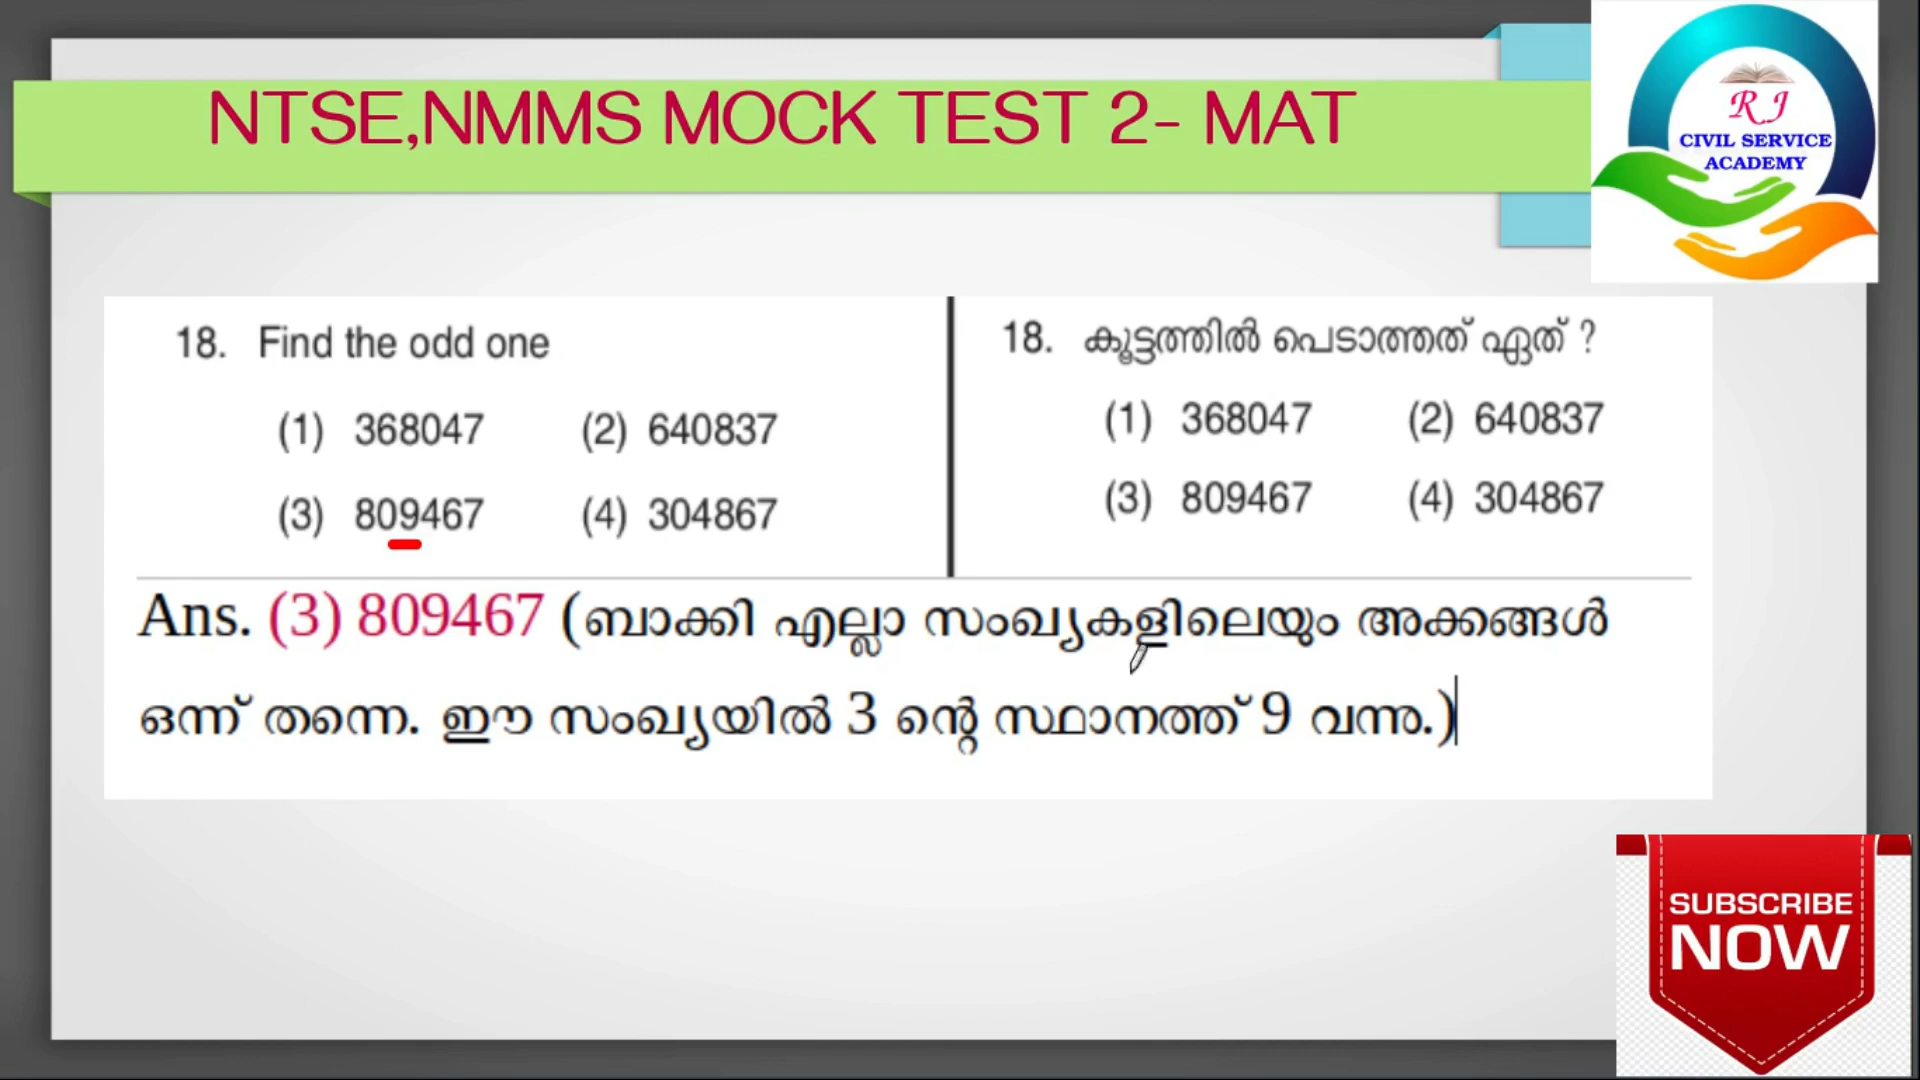 NTSE,NMMS MOCK TEST 2- MAT
RJ
CIVIL SERVICE
ACADEMY
18. Find the odd one
(1) 368047 (2) 640837
(3) 809467 (4) 304867
18. കൂട്ടത്തിൽ പെടാത്തത് ഏത് ?
(1) 368047 (2) 640837
(3) 809467 (4) 304867
Ans. (3) 809467 (ബാക്കി എല്ലാ സംഖ്യകളിലെയും അക്കങ്ങൾ
ഒന്ന് തന്നെ. ഈ സംഖ്യയിൽ 3 ന്റെ സ്ഥാനത്ത് 9 വന്നു.)
SUBSCRIBE
NOW